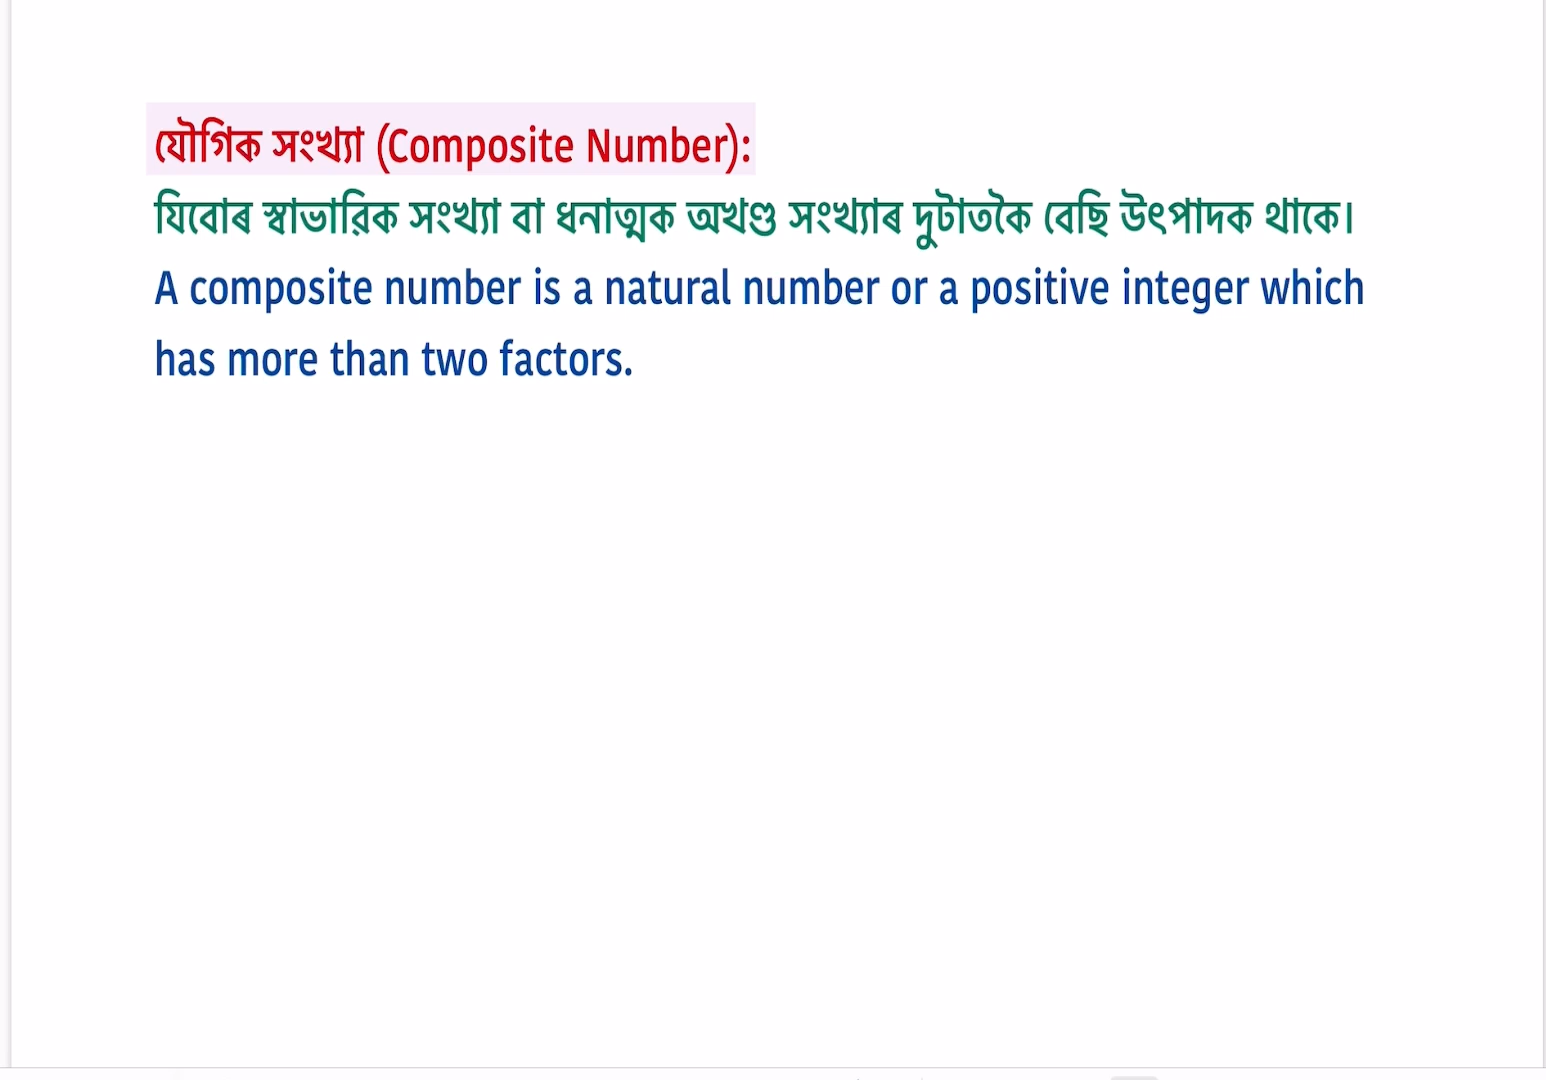 যৌগিক সংখ্যা (Composite Number):
যিবোৰ স্বাভারিক সংখ্যা বা ধনাত্মক অখণ্ড সংখ্যাৰ দুটাতকৈ বেছি উৎপাদক থাকে।
A composite number is a natural number or a positive integer which
has more than two factors.